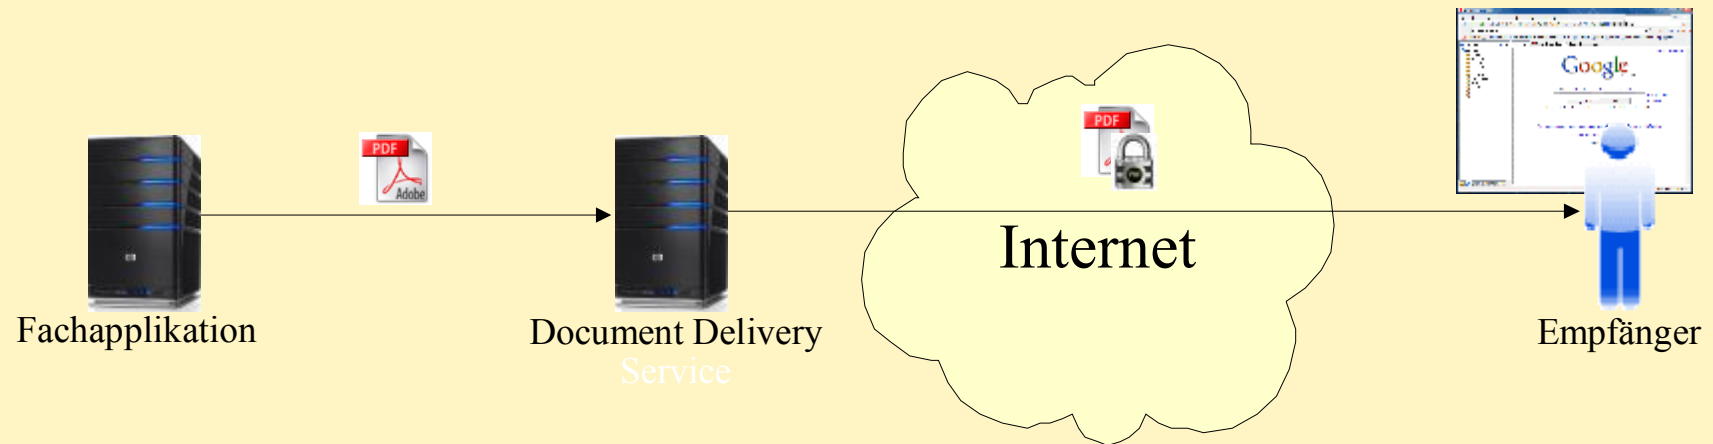 Google
PDF
Adobe
PDF
Internet
Fachapplikation
Document Delivery
Service
Empfänger